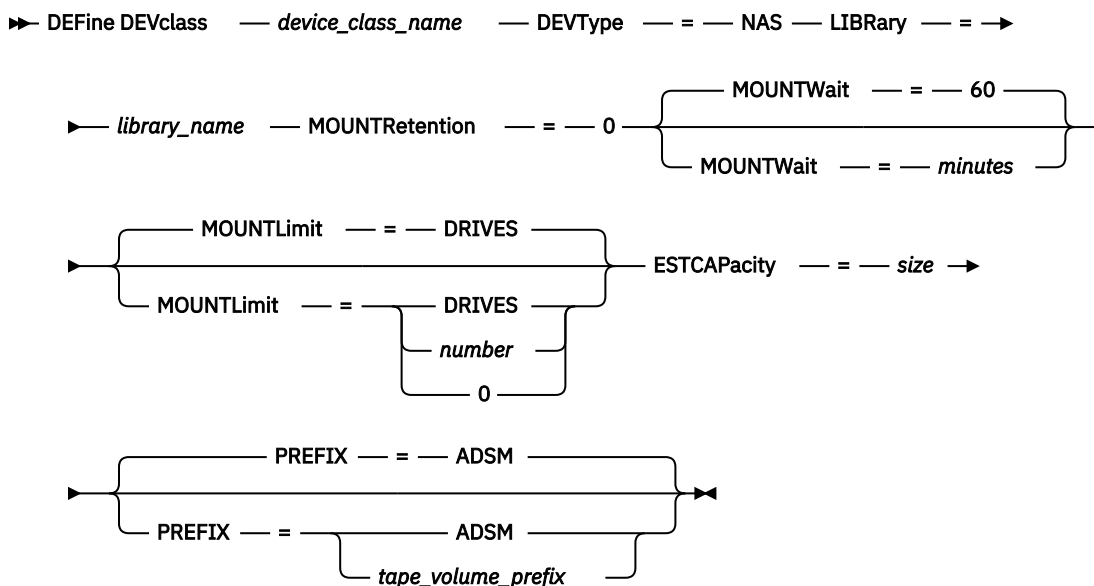 DEFine DEVclass device_class_name DEVType = NAS LIBRary =
library_name MOUNTRetention = 0
MOUNTWait = 60
MOUNTWait = minutes
MOUNTLimit = DRIVES
MOUNTLimit = DRIVES
number
0
ESTCAPacity = size
PREFIX = ADSM
PREFIX = ADSM
tape_volume_prefix